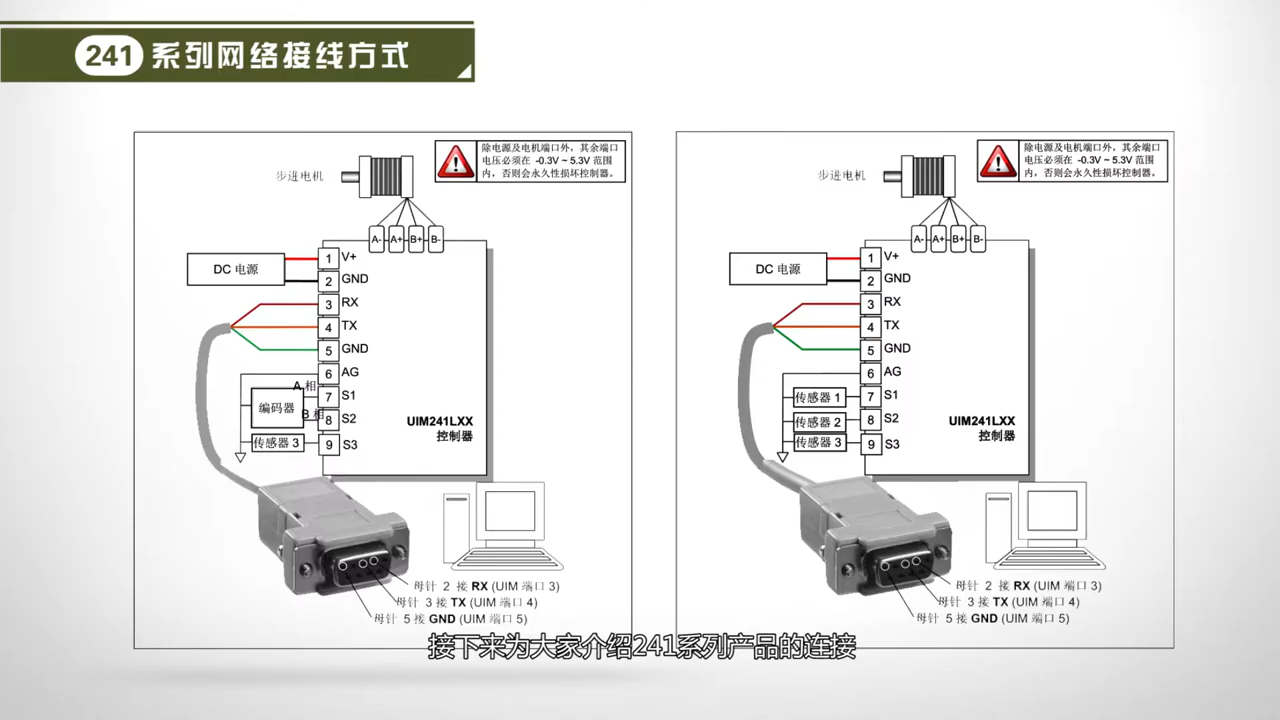 241 系列网络接线方式
除电源及电机端口外，其余端口
电压必须在 -0.3V ~ 5.3V 范围
内，否则会永久性损坏控制器。
步进电机
A- A+ B+ B-
DC 电源
1 V+
2 GND
3 RX
4 TX
5 GND
6 AG
A 相
7 S1
编码器
B 相
8 S2
传感器 3
9 S3
UIM241LXX
控制器
母针 2 接 RX (UIM 端口 3)
母针 3 接 TX (UIM 端口 4)
母针 5 接 GND (UIM 端口 5)
除电源及电机端口外，其余端口
电压必须在 -0.3V ~ 5.3V 范围
内，否则会永久性损坏控制器。
步进电机
A- A+ B+ B-
DC 电源
1 V+
2 GND
3 RX
4 TX
5 GND
6 AG
传感器 1
7 S1
传感器 2
8 S2
传感器 3
9 S3
UIM241LXX
控制器
母针 2 接 RX (UIM 端口 3)
母针 3 接 TX (UIM 端口 4)
母针 5 接 GND (UIM 端口 5)
接下来为大家介绍241系列产品的连接